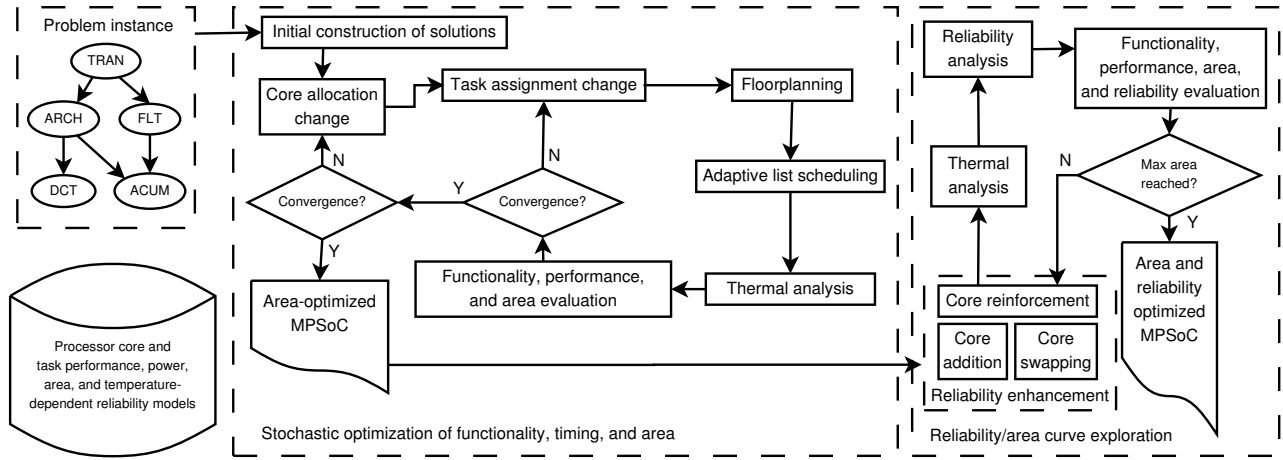 Problem instance
TRAN
ARCH
FLT
DCT
ACUM
Processor core and
task performance, power,
area, and temperature-
dependent reliability models
Initial construction of solutions
Core allocation
change
Task assignment change
Floorplanning
N
N
Adaptive list scheduling
Convergence?
Y
Convergence?
Y
Functionality, performance,
and area evaluation
Thermal analysis
Area-optimized
MPSoC
Stochastic optimization of functionality, timing, and area
Reliability
analysis
Functionality,
performance, area,
and reliability evaluation
Thermal
analysis
N
Max area
reached?
Y
Core reinforcement
Core
addition
Core
swapping
Reliability enhancement
Area and
reliability
optimized
MPSoC
Reliability/area curve exploration